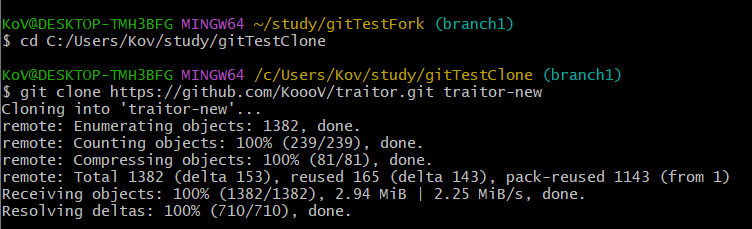 KoV@DESKTOP-TMH3BFG MINGW64 ~/study/gitTestFork (branch1)
$ cd C:/Users/Kov/study/gitTestClone
KoV@DESKTOP-TMH3BFG MINGW64 /c/Users/Kov/study/gitTestClone (branch1)
$ git clone https://github.com/KoooV/traitor.git traitor-new
Cloning into 'traitor-new'...
remote: Enumerating objects: 1382, done.
remote: Counting objects: 100% (239/239), done.
remote: Compressing objects: 100% (81/81), done.
remote: Total 1382 (delta 153), reused 165 (delta 143), pack-reused 1143 (from 1)
Receiving objects: 100% (1382/1382), 2.94 MiB | 2.25 MiB/s, done.
Resolving deltas: 100% (710/710), done.